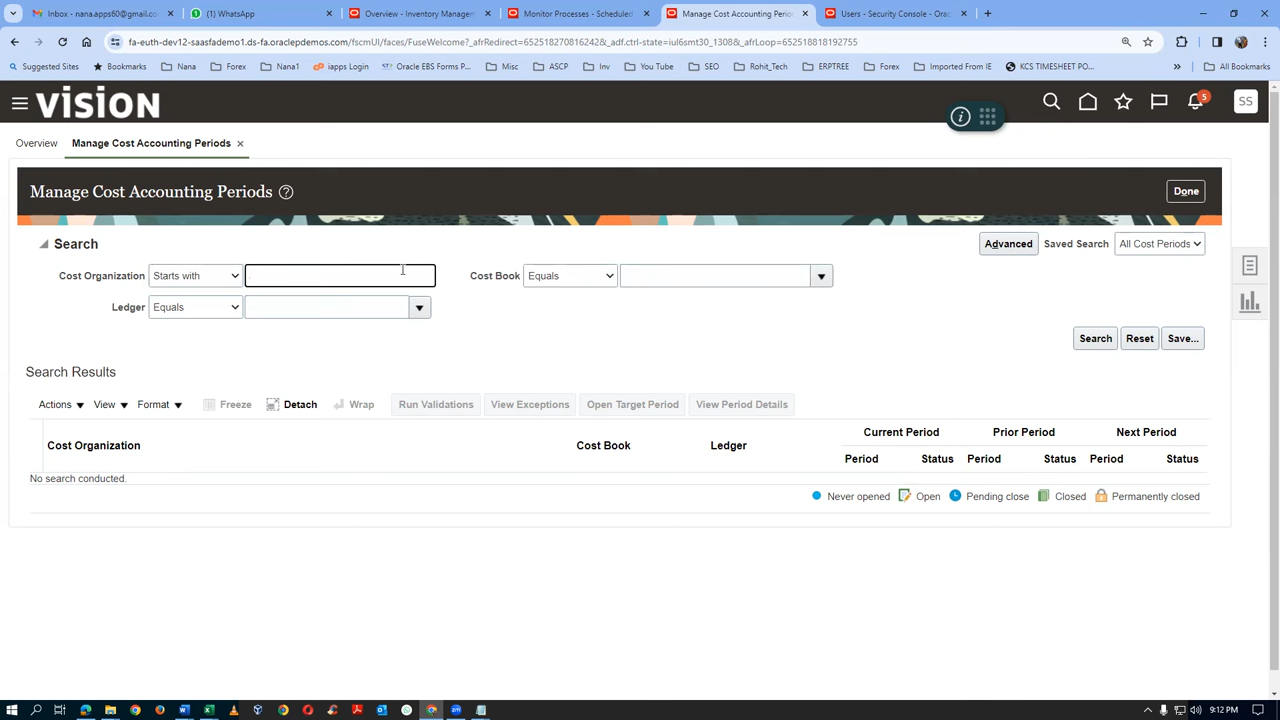 Inbox - nana.apps60@gmail.co
(1) WhatsApp
Overview - Inventory Managem
Monitor Processes - Scheduled
Manage Cost Accounting Period
Users - Security Console - Orac
fa-euth-dev12-saasfademo1.ds-fa.oraclepdemos.com/fscmUI/faces/FuseWelcome?_afrRedirect=652518270816242&_adf.ctrl-state=iul6smt30_1308&_afrLoop=652518818192755
Suggested Sites
Bookmarks
Nana
Forex
Nana1
iapps Login
Oracle EBS Forms P...
Misc
ASCP
Inv
You Tube
SEO
Rohit_Tech
ERPTREE
Forex
Imported From IE
KCS TIMESHEET PO...
»
All Bookmarks
VISION
5
SS
Overview
Manage Cost Accounting Periods
Manage Cost Accounting Periods
Done
Search
Advanced
Saved Search
All Cost Periods
Cost Organization
Starts with
Cost Book
Equals
Ledger
Equals
Search
Reset
Save...
Search Results
Actions
View
Format
Freeze
Detach
Wrap
Run Validations
View Exceptions
Open Target Period
View Period Details
Cost Organization
Cost Book
Ledger
Current Period
Prior Period
Next Period
Period
Status
Period
Status
Period
Status
No search conducted.
Never opened
Open
Pending close
Closed
Permanently closed
9:12 PM